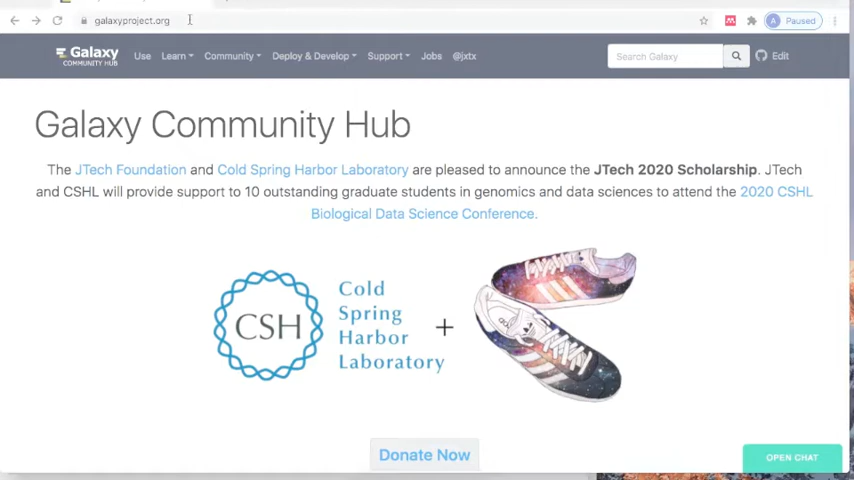 galaxyproject.org
A Paused
Galaxy
COMMUNITY HUB
Use Learn Community Deploy & Develop Support Jobs @jxtx
Search Galaxy
Edit
Galaxy Community Hub
The JTech Foundation and Cold Spring Harbor Laboratory are pleased to announce the JTech 2020 Scholarship. JTech
and CSHL will provide support to 10 outstanding graduate students in genomics and data sciences to attend the 2020 CSHL
Biological Data Science Conference.
CSH
Cold
Spring
Harbor
Laboratory
+
Donate Now
OPEN CHAT